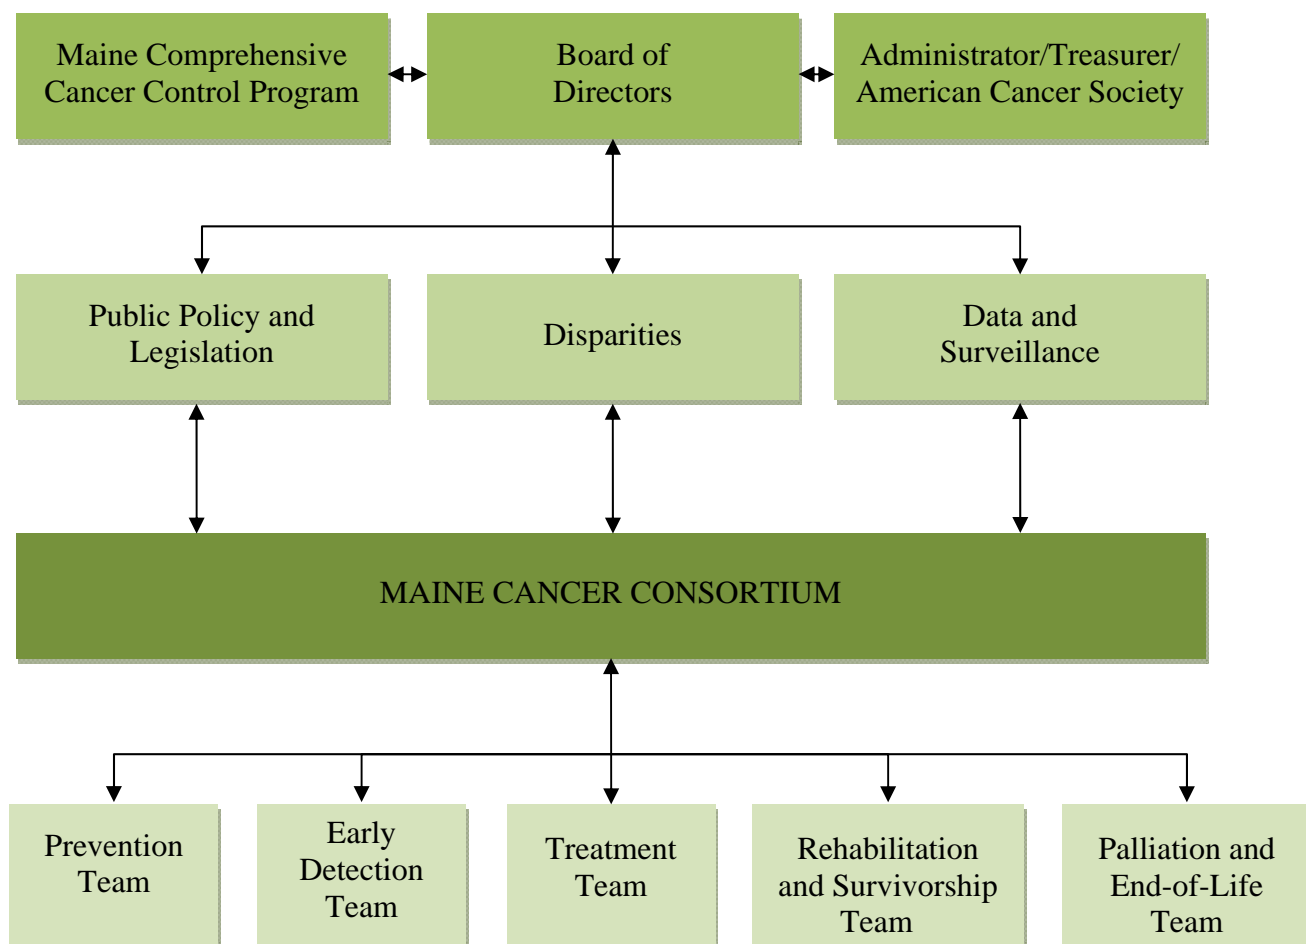 Maine Comprehensive
Cancer Control Program
Board of
Directors
Administrator/Treasurer/
American Cancer Society
Public Policy and
Legislation
Disparities
Data and
Surveillance
MAINE CANCER CONSORTIUM
Prevention
Team
Early
Detection
Team
Treatment
Team
Rehabilitation
and Survivorship
Team
Palliation and
End-of-Life
Team